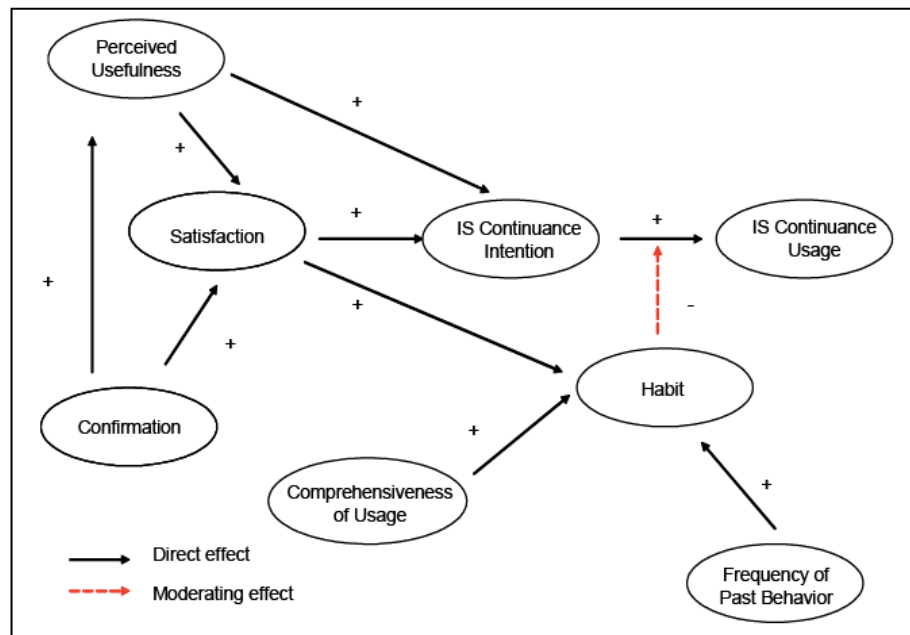 Perceived
Usefulness
+
+
Satisfaction
+
IS Continuance
Intention
+
IS Continuance
Usage
+
+
+
-
Habit
Confirmation
+
Comprehensiveness
of Usage
+
Direct effect
Moderating effect
Frequency of
Past Behavior